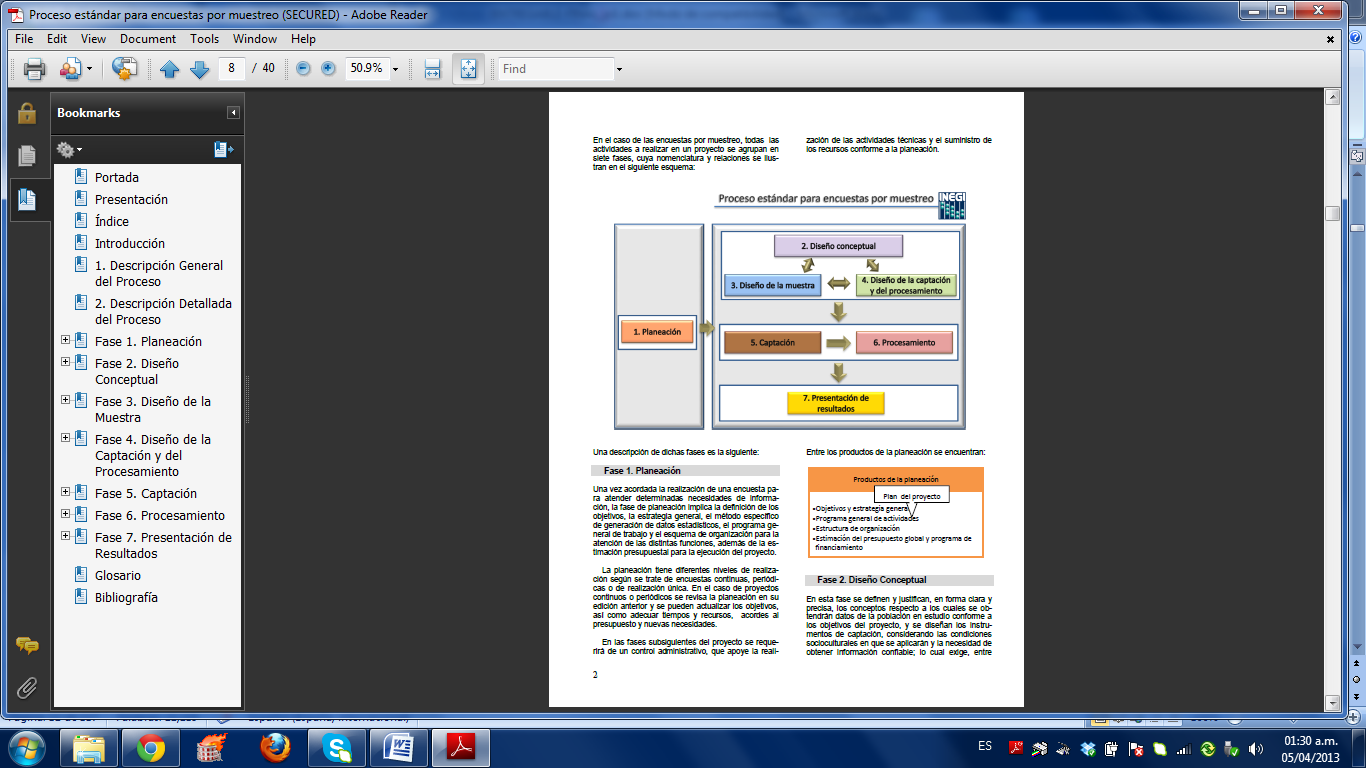 Proceso estándar para encuestas por muestreo (SECURED) - Adobe Reader
File Edit View Document Tools Window Help
8 / 40 50.9% Find
Bookmarks
Portada
Presentación
Índice
Introducción
1. Descripción General
del Proceso
2. Descripción Detallada
del Proceso
Fase 1. Planeación
Fase 2. Diseño
Conceptual
Fase 3. Diseño de la
Muestra
Fase 4. Diseño de la
Captación y del
Procesamiento
Fase 5. Captación
Fase 6. Procesamiento
Fase 7. Presentación de
Resultados
Glosario
Bibliografía
En el caso de las encuestas por muestreo, todas las
actividades a realizar en un proyecto se agrupan en
siete fases, cuya nomenclatura y relaciones se ilus-
tran en el siguiente esquema:
zación de las actividades técnicas y el suministro de
los recursos conforme a la planeación.
Proceso estándar para encuestas por muestreo
INEGI
2. Diseño conceptual
3. Diseño de la muestra
4. Diseño de la captación
y del procesamiento
1. Planeación
5. Captación
6. Procesamiento
7. Presentación de
resultados
Una descripción de dichas fases es la siguiente:
Fase 1. Planeación
Una vez acordada la realización de una encuesta pa-
ra atender determinadas necesidades de informa-
ción, la fase de planeación implica la definición de los
objetivos, la estrategia general, el método específico
de generación de datos estadísticos, el programa ge-
neral de trabajo y el esquema de organización para la
atención de las distintas funciones, además de la es-
timación presupuestal para la ejecución del proyecto.
La planeación tiene diferentes niveles de realiza-
ción según se trate de encuestas continuas, periódi-
cas o de realización única. En el caso de proyectos
continuos o periódicos se revisa la planeación en su
edición anterior y se pueden actualizar los objetivos,
así como adecuar tiempos y recursos, acordes al
presupuesto y nuevas necesidades.
En las fases subsiguientes del proyecto se reque-
rirá de un control administrativo, que apoye la reali-
2
Entre los productos de la planeación se encuentran:
Productos de la planeación
Plan del proyecto
•Objetivos y estrategia general
•Programa general de actividades
•Estructura de organización
•Estimación del presupuesto global y programa de
financiamiento
Fase 2. Diseño Conceptual
En esta fase se definen y justifican, en forma clara y
precisa, los conceptos respecto a los cuales se ob-
tendrán datos de la población en estudio conforme a
los objetivos del proyecto, y se diseñan los instru-
mentos de captación, considerando las condiciones
socioculturales en que se aplicarán y la necesidad de
obtener información confiable; lo cual exige, entre
ES
01:30 a.m.
05/04/2013